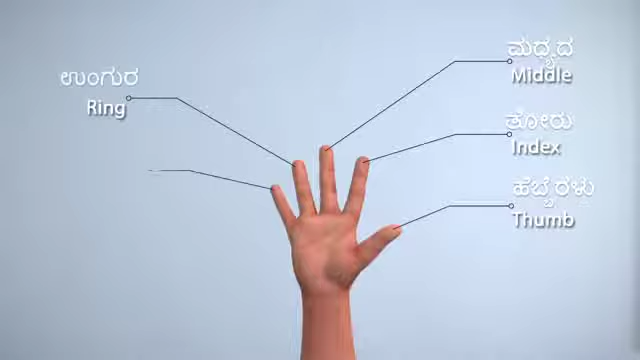 ಉಂಗುರ
Ring
ಮಧ್ಯದ
Middle
ತೋರು
Index
ಹೆಬ್ಬೆರಳು
Thumb